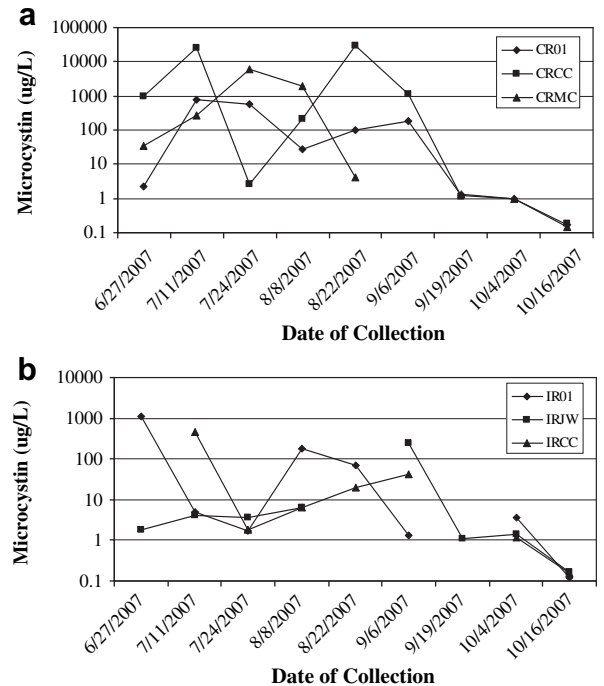 a
100000
10000
1000
100
10
1
0.1
Microcystin (ug/L)
CR01
CRCC
CRMC
6/27/2007
7/11/2007
7/24/2007
8/8/2007
8/22/2007
9/6/2007
9/19/2007
10/4/2007
10/16/2007
Date of Collection
b
10000
1000
100
10
1
0.1
Microcystin (ug/L)
IR01
IRJW
IRCC
6/27/2007
7/11/2007
7/24/2007
8/8/2007
8/22/2007
9/6/2007
9/19/2007
10/4/2007
10/16/2007
Date of Collection